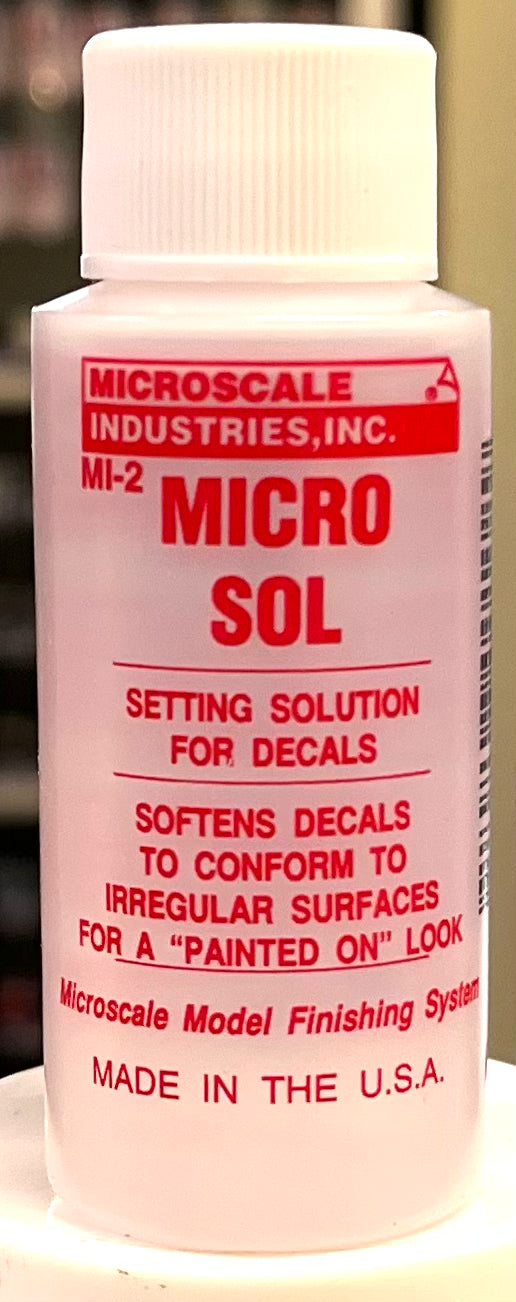 MICROSCALE
INDUSTRIES,INC.
MI-2
MICRO
SOL
SETTING SOLUTION
FOR DECALS
SOFTENS DECALS
TO CONFORM TO
IRREGULAR SURFACES
FOR A “PAINTED ON” LOOK
Microscale Model Finishing System
MADE IN THE U.S.A.